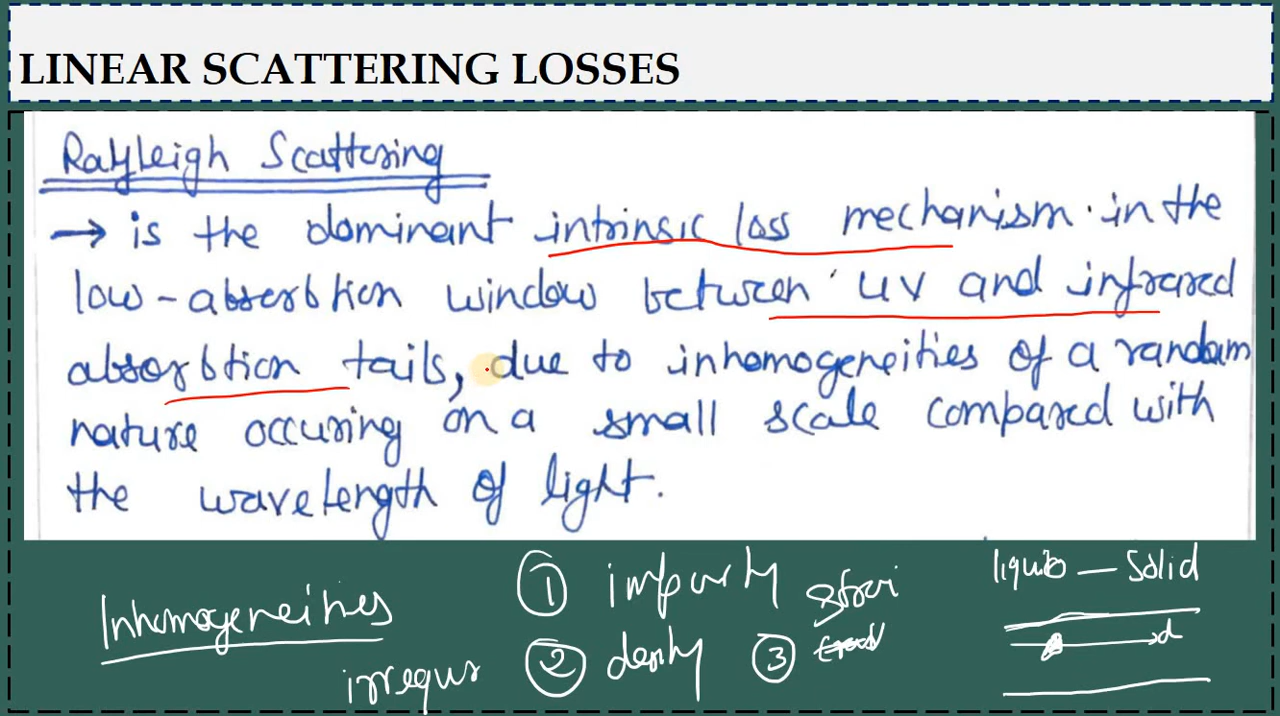 LINEAR SCATTERING LOSSES
Rayleigh Scattering
→ is the dominant intrinsic loss mechanism in the
low-absorbtion window between UV and infrared
absorbtion tails, due to inhomogeneities of a random
nature occuring on a small scale compared with
the wavelength of light.
Inhomogeneities
① impurity
liquid — Solid
② density ③
d